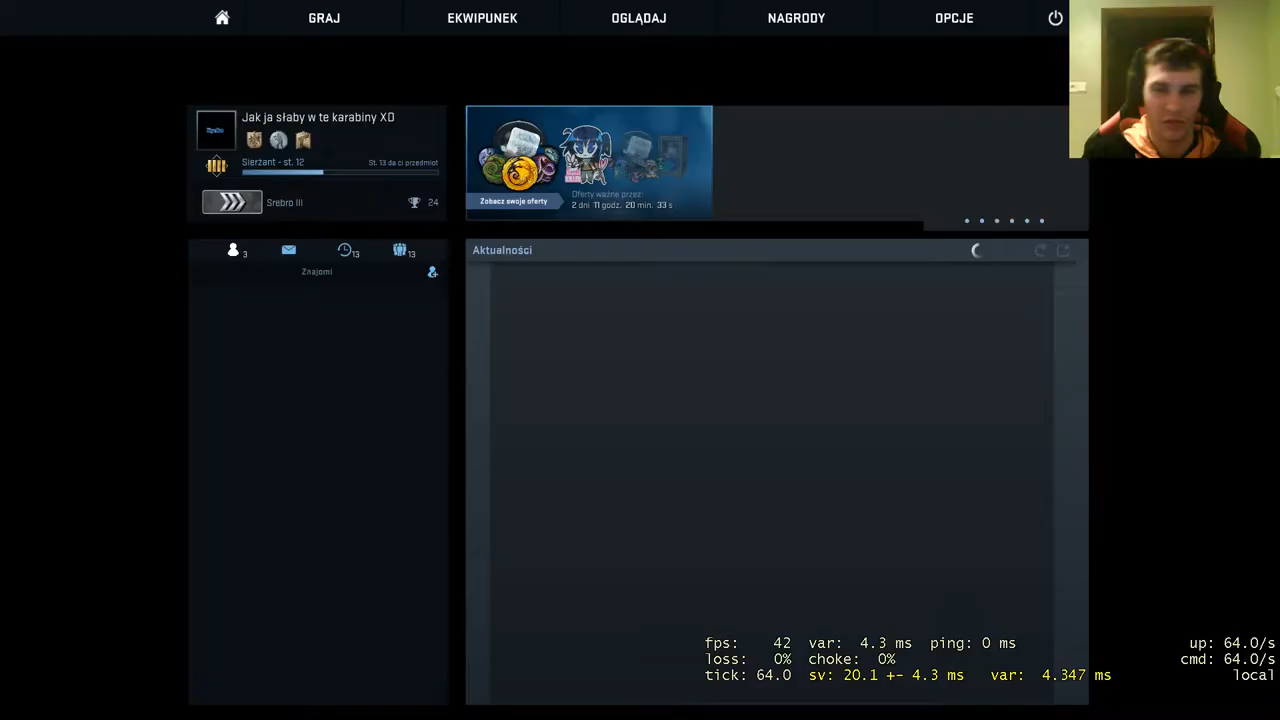 GRAJ
EKWIPUNEK
OGLĄDAJ
NAGRODY
OPCJE
Jak ja słaby w te karabiny XD
Sierżant - st. 12
St. 13 da ci przedmiot
Srebro III
24
Zobacz swoje oferty
Oferty ważne przez:
2 dni 11 godz. 20 min. 33 s
3
13
13
Znajomi
Aktualności
fps: 42 var: 4.3 ms ping: 0 ms
up: 64.0/s
loss: 0% choke: 0%
cmd: 64.0/s
tick: 64.0 sv: 20.1 +- 4.3 ms var: 4.347 ms
local